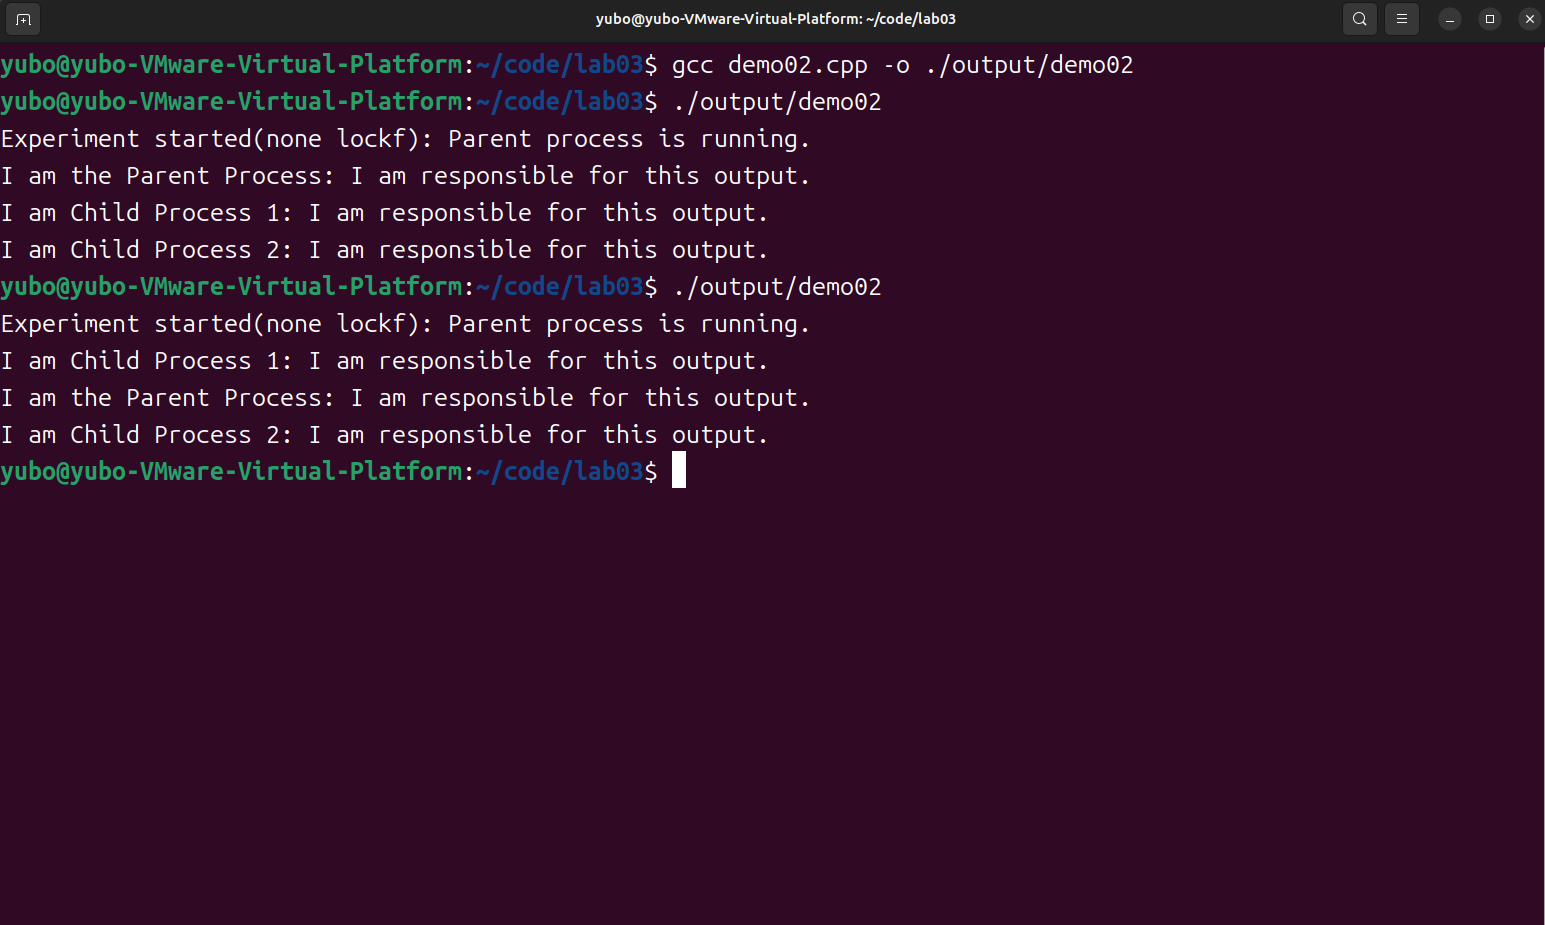 yubo@yubo-VMware-Virtual-Platform: ~/code/lab03
yubo@yubo-VMware-Virtual-Platform:~/code/lab03$ gcc demo02.cpp -o ./output/demo02
yubo@yubo-VMware-Virtual-Platform:~/code/lab03$ ./output/demo02
Experiment started(none lockf): Parent process is running.
I am the Parent Process: I am responsible for this output.
I am Child Process 1: I am responsible for this output.
I am Child Process 2: I am responsible for this output.
yubo@yubo-VMware-Virtual-Platform:~/code/lab03$ ./output/demo02
Experiment started(none lockf): Parent process is running.
I am Child Process 1: I am responsible for this output.
I am the Parent Process: I am responsible for this output.
I am Child Process 2: I am responsible for this output.
yubo@yubo-VMware-Virtual-Platform:~/code/lab03$